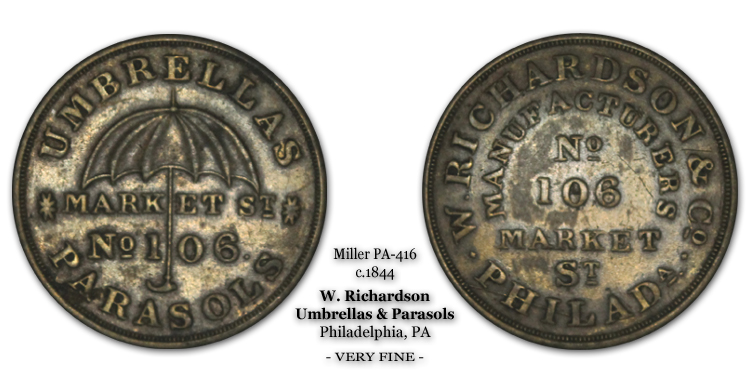 UMBRELLAS
MARKET ST
No 106.
PARASOLS
W. RICHARDSON & Co
MANUFACTURERS
No
106
MARKET
ST
PHILADA.
Miller PA-416
c.1844
W. Richardson
Umbrellas & Parasols
Philadelphia, PA
- VERY FINE -